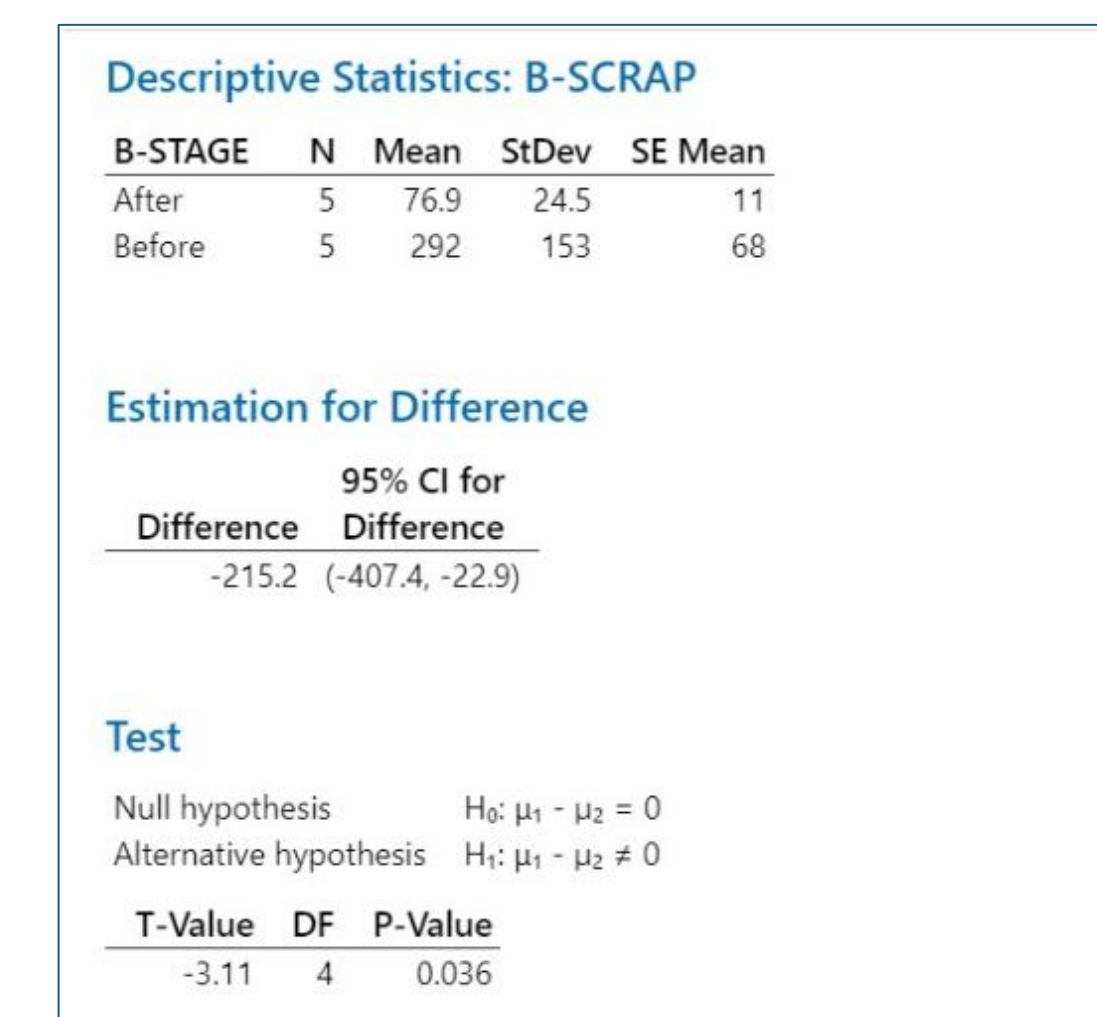 Descriptive Statistics: B-SCRAP
B-STAGE N Mean StDev SE Mean
After 5 76.9 24.5 11
Before 5 292 153 68
Estimation for Difference
95% CI for
Difference Difference
-215.2 (-407.4, -22.9)
Test
Null hypothesis H₀: μ₁ - μ₂ = 0
Alternative hypothesis H₁: μ₁ - μ₂ ≠ 0
T-Value DF P-Value
-3.11 4 0.036